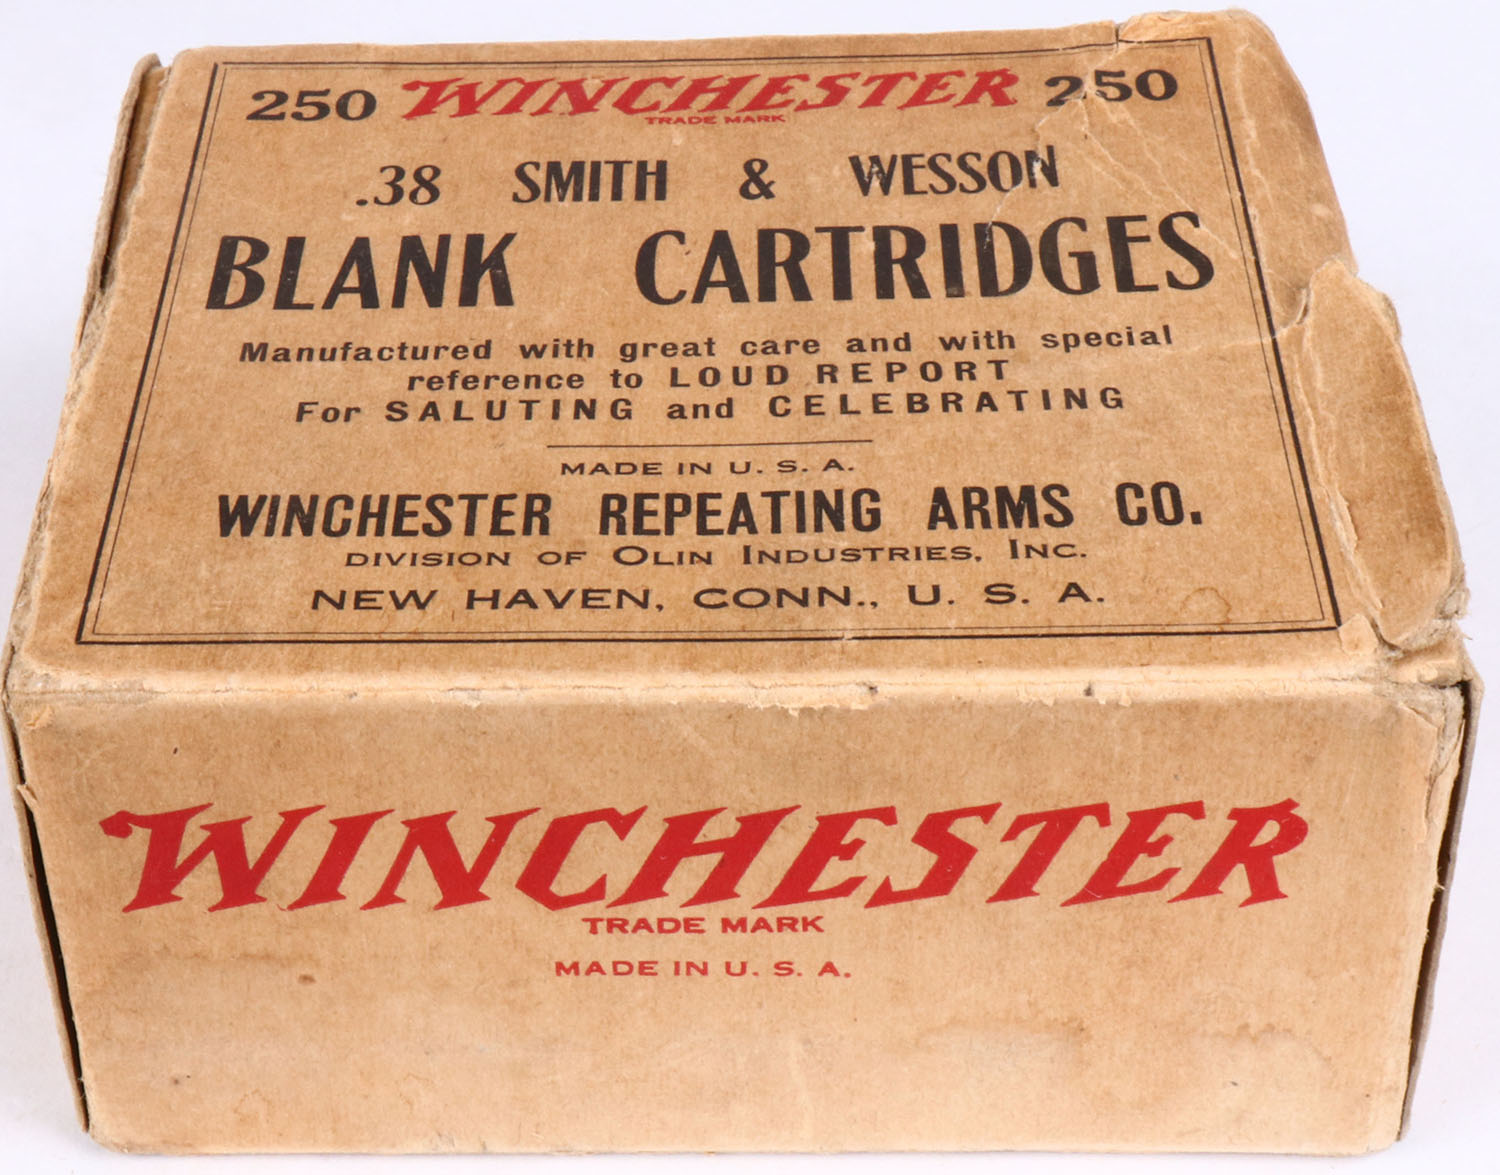 250 WINCHESTER 250
TRADE MARK
.38 SMITH & WESSON
BLANK CARTRIDGES
Manufactured with great care and with special
reference to LOUD REPORT
For SALUTING and CELEBRATING
MADE IN U. S. A.
WINCHESTER REPEATING ARMS CO.
DIVISION OF OLIN INDUSTRIES, INC.
NEW HAVEN, CONN., U. S. A.
WINCHESTER
TRADE MARK
MADE IN U. S. A.